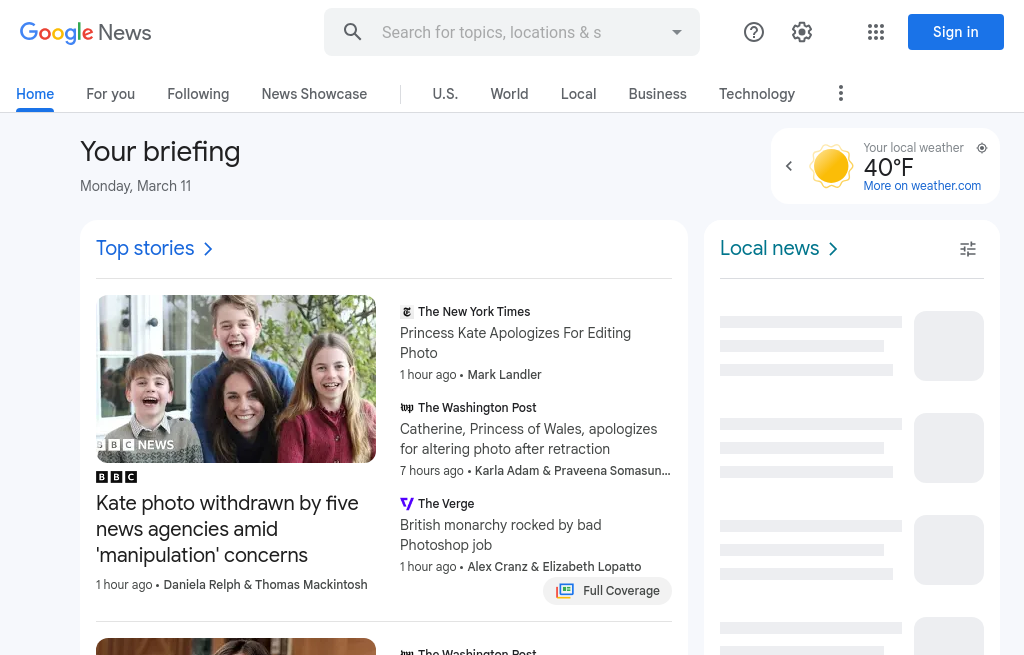 Google News
Search for topics, locations & s
Sign in
Home For you Following News Showcase U.S. World Local Business Technology
Your briefing
Monday, March 11
Your local weather
40°F
More on weather.com
Top stories
BBC NEWS
BBC
Kate photo withdrawn by five
news agencies amid
'manipulation' concerns
1 hour ago • Daniela Relph & Thomas Mackintosh
The New York Times
Princess Kate Apologizes For Editing
Photo
1 hour ago • Mark Landler
wp The Washington Post
Catherine, Princess of Wales, apologizes
for altering photo after retraction
7 hours ago • Karla Adam & Praveena Somasun...
The Verge
British monarchy rocked by bad
Photoshop job
1 hour ago • Alex Cranz & Elizabeth Lopatto
Full Coverage
wp The Washington Post
Local news